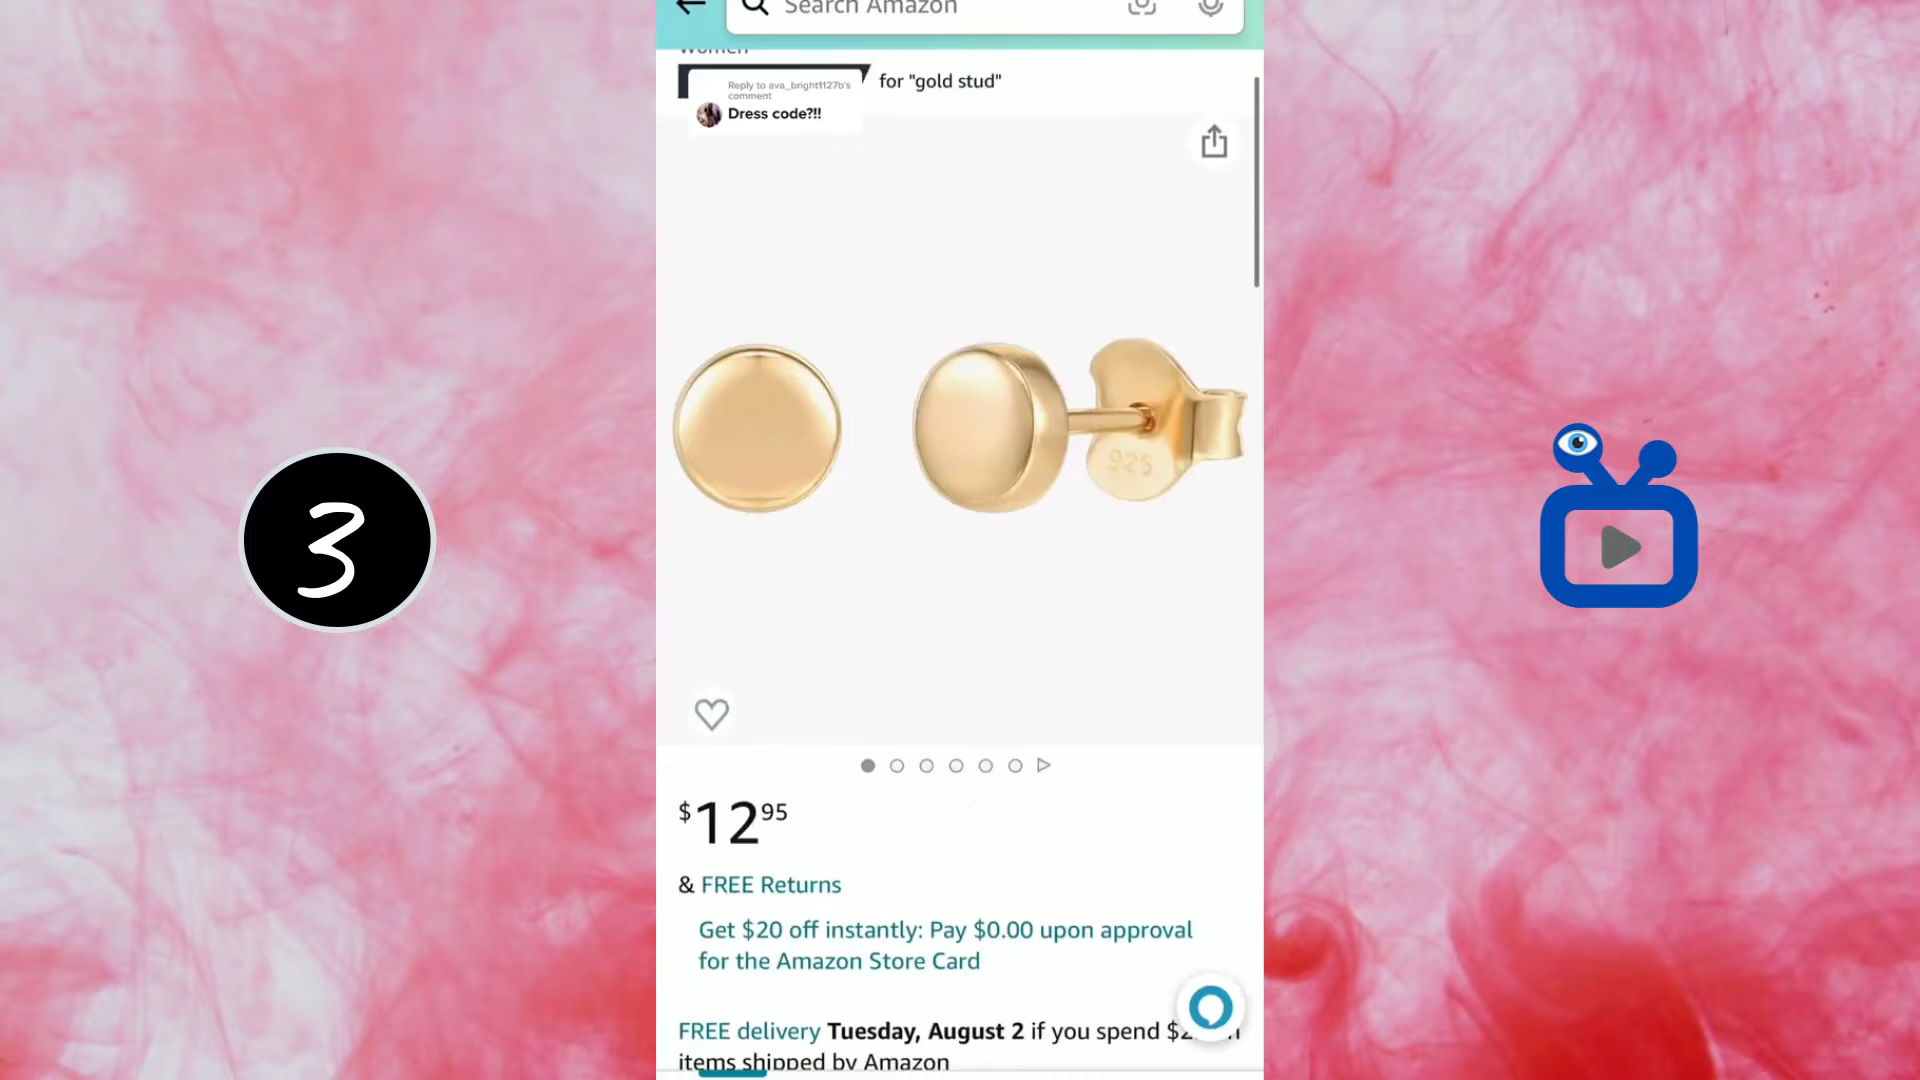 Search Amazon
women
for "gold stud"
Reply to ava_bright1127b's
comment
Dress code?!!
925
3
$12 95
& FREE Returns
Get $20 off instantly: Pay $0.00 upon approval
for the Amazon Store Card
FREE delivery Tuesday, August 2 if you spend
items shipped by Amazon